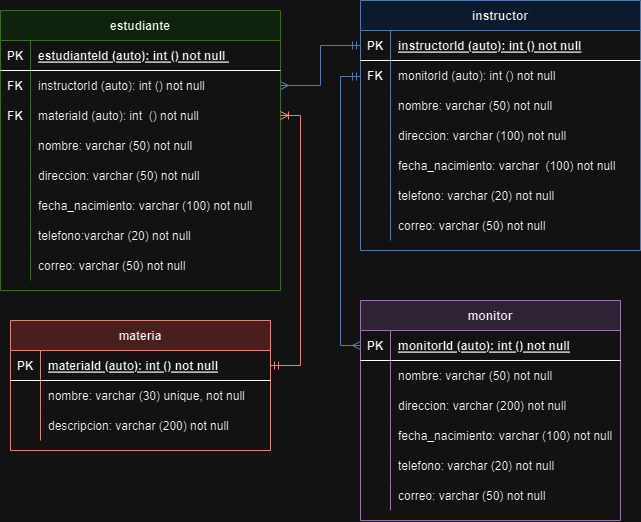 estudiante
PK estudianteId (auto): int () not null
FK instructorId (auto): int () not null
FK materiaId (auto): int () not null
nombre: varchar (50) not null
direccion: varchar (50) not null
fecha_nacimiento: varchar (100) not null
telefono:varchar (20) not null
correo: varchar (50) not null
instructor
PK instructorId (auto): int () not null
FK monitorId (auto): int () not null
nombre: varchar (50) not null
direccion: varchar (100) not null
fecha_nacimiento: varchar (100) not null
telefono: varchar (20) not null
correo: varchar (50) not null
materia
PK materiaId (auto): int () not null
nombre: varchar (30) unique, not null
descripcion: varchar (200) not null
monitor
PK monitorId (auto): int () not null
nombre: varchar (50) not null
direccion: varchar (200) not null
fecha_nacimiento: varchar (100) not null
telefono: varchar (20) not null
correo: varchar (50) not null